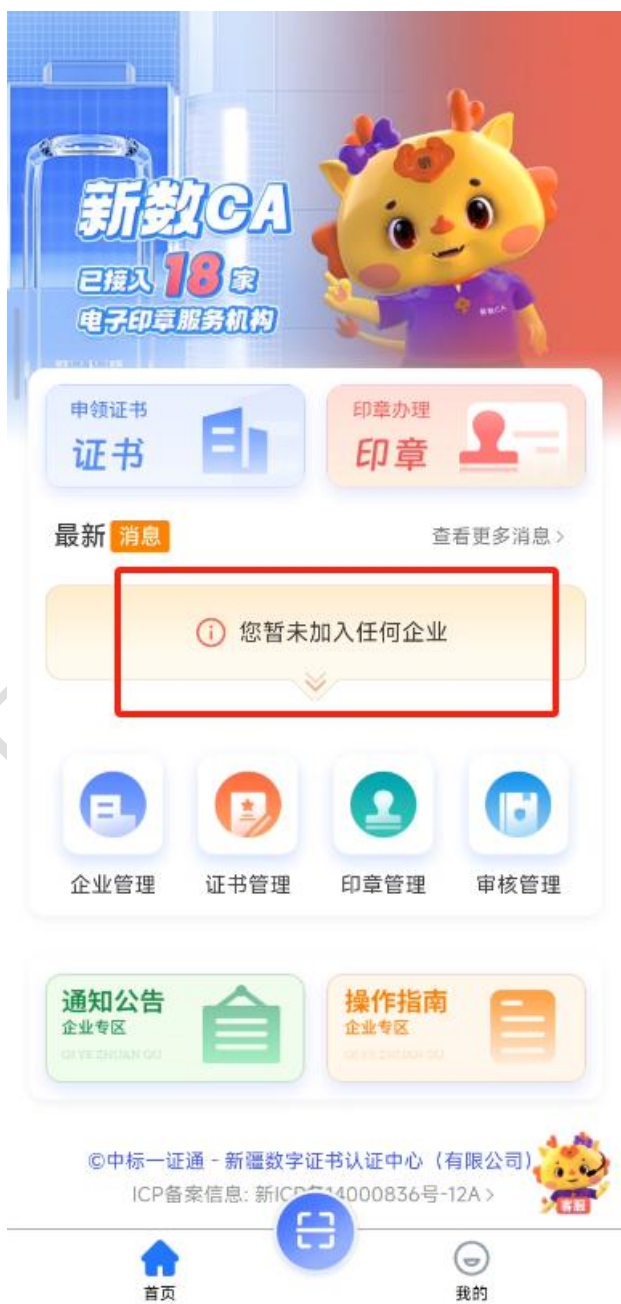 新数CA
已接入18家
电子印章服务机构
新数CA
申领证书
证书
印章办理
印章
最新 消息
查看更多消息 >
您暂未加入任何企业
企业管理
证书管理
印章管理
审核管理
通知公告
企业专区
QI YE ZHUAN QU
操作指南
企业专区
QI YE ZHUAN QU
©中标一证通 - 新疆数字证书认证中心（有限公司）
ICP备案信息: 新ICP备14000836号-12A >
客服
首页
我的